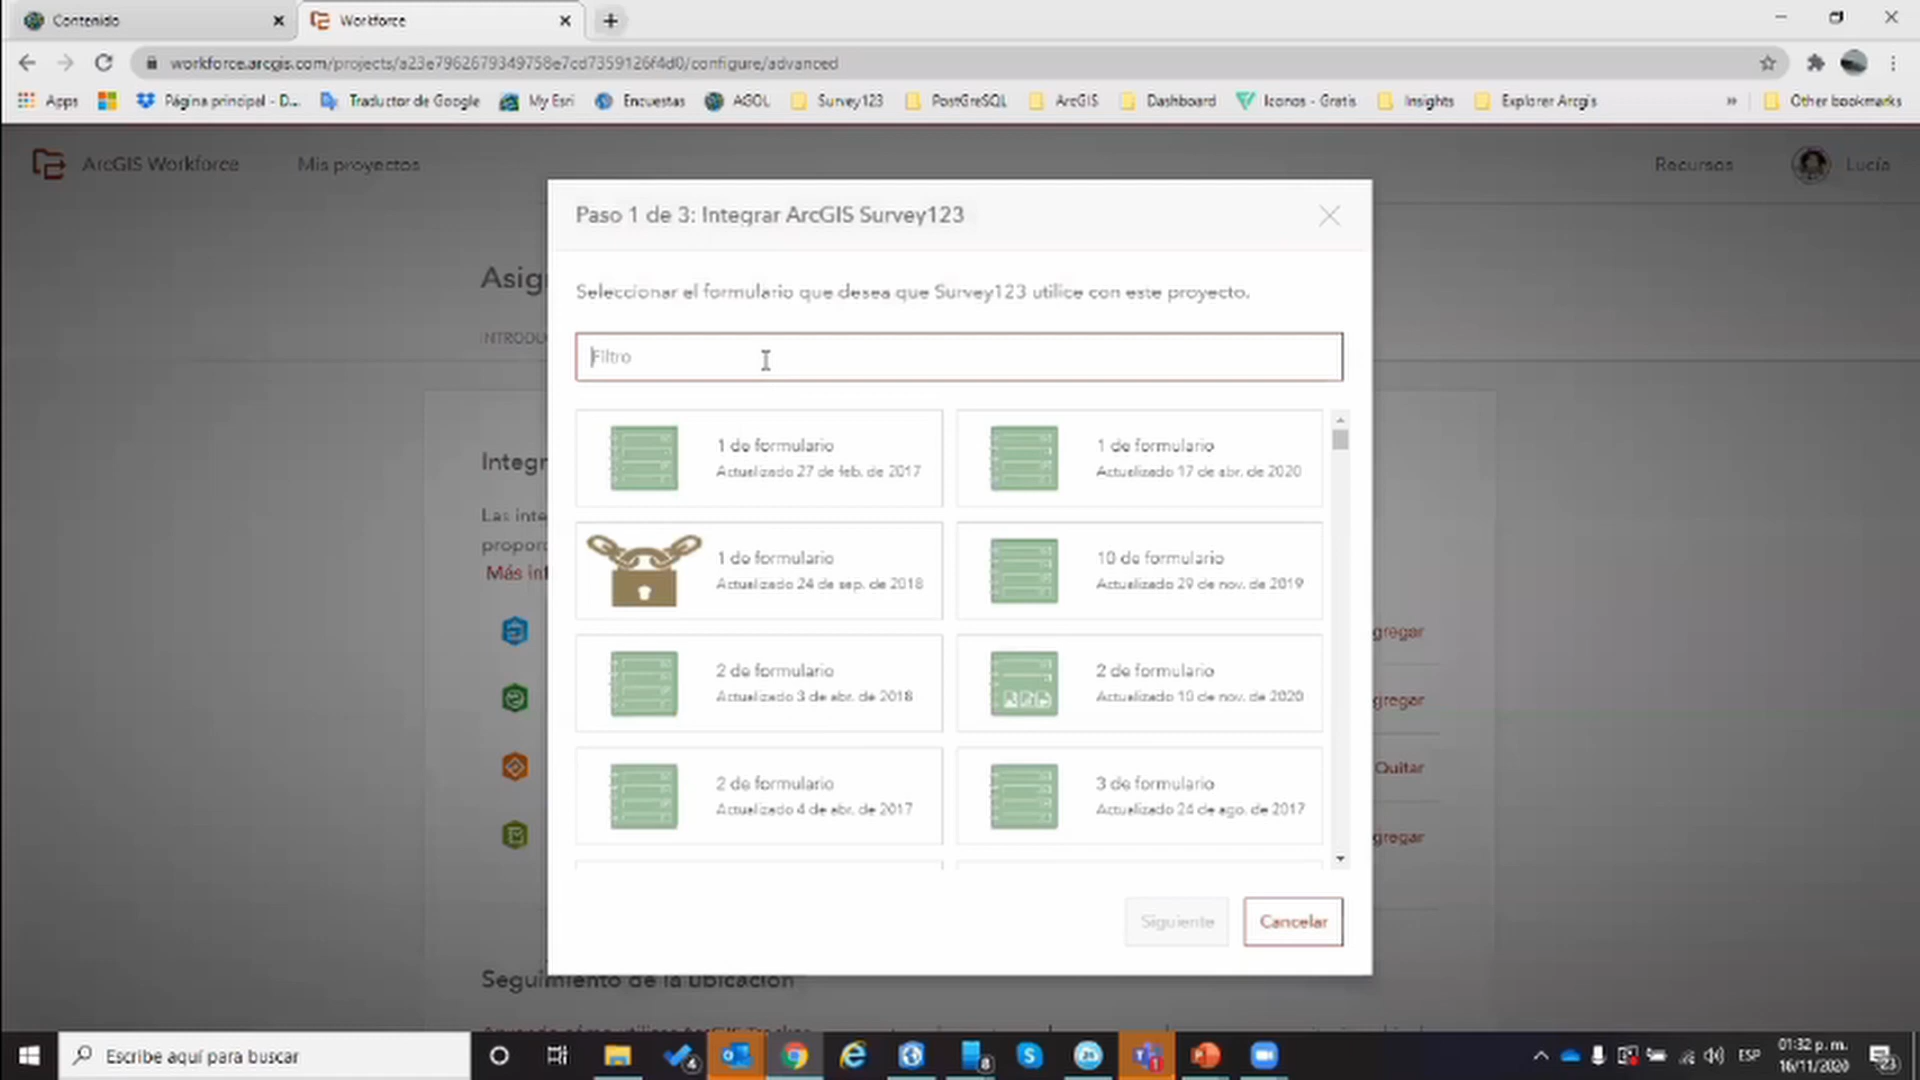 Contenido
Workforce
workforce.arcgis.com/projects/a23e7962679349758e7cd7359126f4d0/configure/advanced
Apps
Página principal - D...
Traductor de Google
My Esri
Encuestas
AGOL
Survey123
PostGreSQL
ArcGIS
Dashboard
Iconos - Gratis
Insights
Explorer Arcgis
»
Other bookmarks
ArcGIS Workforce
Mis proyectos
Recursos
Lucía
Paso 1 de 3: Integrar ArcGIS Survey123
Asig
Seleccionar el formulario que desea que Survey123 utilice con este proyecto.
INTRODU
Filtro
1 de formulario
Actualizado 27 de feb. de 2017
1 de formulario
Actualizado 17 de abr. de 2020
Integr
Las inte
propor
Más inf
1 de formulario
Actualizado 24 de sep. de 2018
10 de formulario
Actualizado 29 de nov. de 2019
gregar
2 de formulario
Actualizado 3 de abr. de 2018
2 de formulario
Actualizado 10 de nov. de 2020
gregar
2 de formulario
Actualizado 4 de abr. de 2017
3 de formulario
Actualizado 24 de ago. de 2017
Quitar
gregar
Siguiente
Cancelar
Seguimiento de la ubicación
Escribe aquí para buscar
4
8
1
ESP
01:32 p. m.
16/11/2020
23